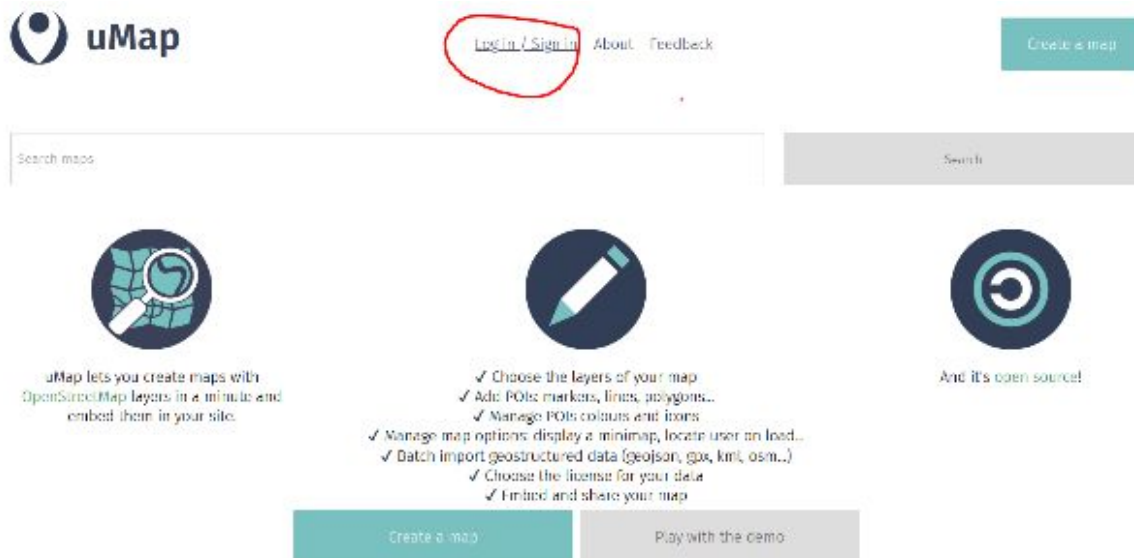 uMap
Log in / Sign in About Feedback
Create a map
Search maps
Search
uMap lets you create maps with
OpenStreetMap layers in a minute and
embed them in your site.
✓ Choose the layers of your map
✓ Add POIs: markers, lines, polygons...
✓ Manage POIs colours and icons
✓ Manage map options: display a minimap, locate user on load...
✓ Batch import geostructured data (geojson, gpx, kml, osm...)
✓ Choose the license for your data
✓ Embed and share your map
And it's open source!
Create a map
Play with the demo